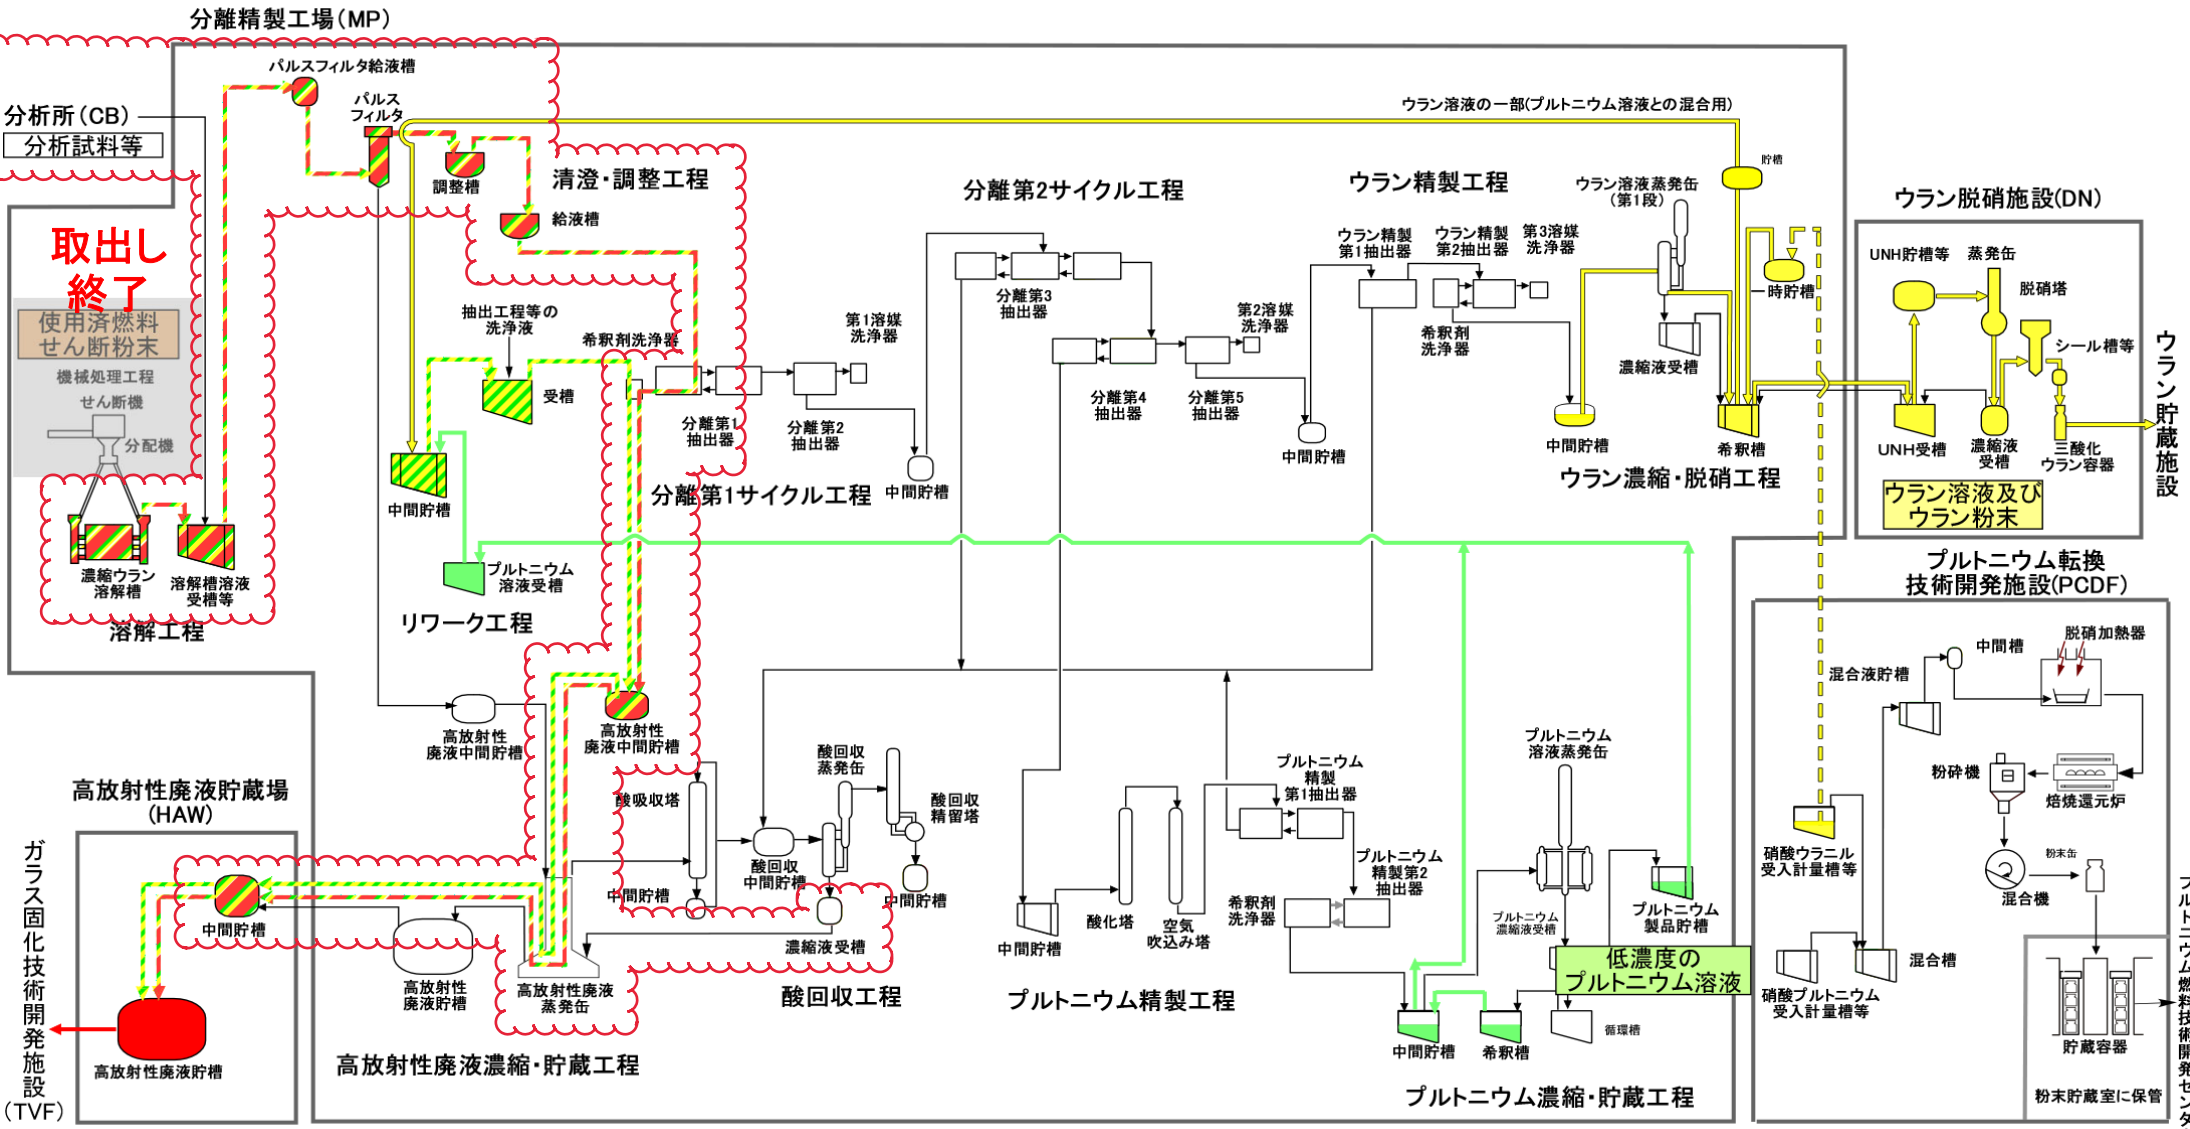 分離精製工場（MP）
パルスフィルタ給液槽
パルス
フィルタ
分析所（CB）
分析試料等
調整槽
清澄・調整工程
給液槽
ウラン溶液の一部(プルトニウム溶液との混合用)
貯槽
分離第2サイクル工程
ウラン精製工程
ウラン溶液蒸発缶
（第1段）
ウラン精製
第1抽出器
ウラン精製
第2抽出器
第3溶媒
洗浄器
一時貯槽
ウラン脱硝施設(DN)
UNH貯槽等
蒸発缶
脱硝塔
シール槽等
取出し
終了
使用済燃料
せん断粉末
機械処理工程
せん断機
分配機
抽出工程等の
洗浄液
受槽
希釈剤洗浄器
第1溶媒
洗浄器
分離第3
抽出器
第2溶媒
洗浄器
希釈剤
洗浄器
濃縮液受槽
分離第1
抽出器
分離第2
抽出器
分離第4
抽出器
分離第5
抽出器
中間貯槽
中間貯槽
中間貯槽
中間貯槽
希釈槽
UNH受槽
濃縮液
受槽
三酸化
ウラン容器
ウラン貯蔵施設
分離第1サイクル工程
ウラン濃縮・脱硝工程
ウラン溶液及び
ウラン粉末
濃縮ウラン
溶解槽
溶解槽溶液
受槽等
溶解工程
プルトニウム
溶液受槽
リワーク工程
プルトニウム転換
技術開発施設(PCDF)
脱硝加熱器
中間槽
混合液貯槽
粉砕機
焙焼還元炉
高放射性
廃液中間貯槽
高放射性
廃液中間貯槽
酸回収
蒸発缶
酸吸収塔
酸回収
精留塔
酸回収
中間貯槽
中間貯槽
中間貯槽
プルトニウム
精製
第1抽出器
プルトニウム
溶液蒸発缶
プルトニウム
精製第2
抽出器
希釈剤
洗浄器
高放射性廃液貯蔵場
(HAW)
ガラス固化技術開発施設
（TVF）
中間貯槽
高放射性
廃液貯槽
高放射性廃液
蒸発缶
濃縮液受槽
酸回収工程
中間貯槽
酸化塔
空気
吹込み塔
プルトニウム精製工程
プルトニウム
濃縮液受槽
プルトニウム
製品貯槽
低濃度の
プルトニウム溶液
硝酸ウラニル
受入計量槽等
混合機
粉末缶
混合槽
硝酸プルトニウム
受入計量槽等
中間貯槽
希釈槽
循環槽
貯蔵容器
粉末貯蔵室に保管
高放射性廃液貯槽
高放射性廃液濃縮・貯蔵工程
プルトニウム濃縮・貯蔵工程
プルトニウム燃料技術開発センタ